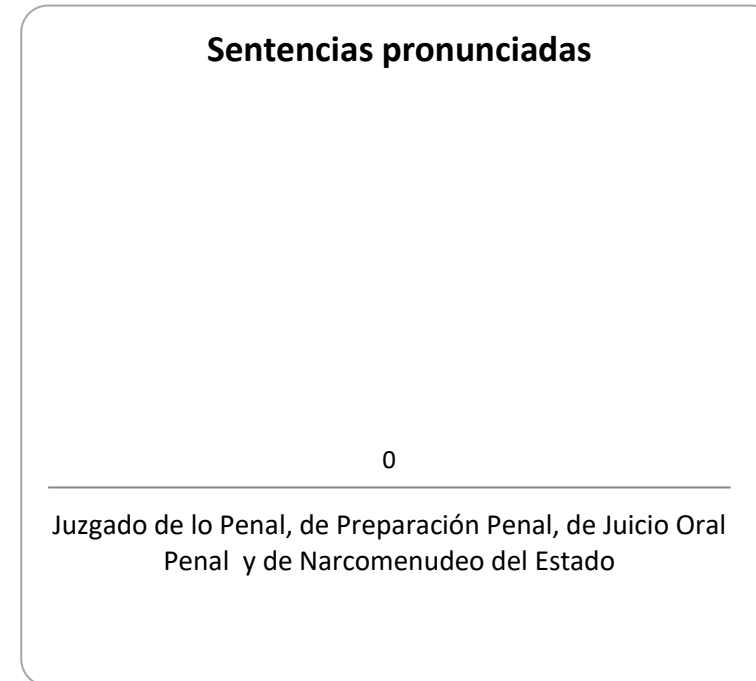 Sentencias pronunciadas
0
Juzgado de lo Penal, de Preparación Penal, de Juicio Oral
Penal  y de Narcomenudeo del Estado